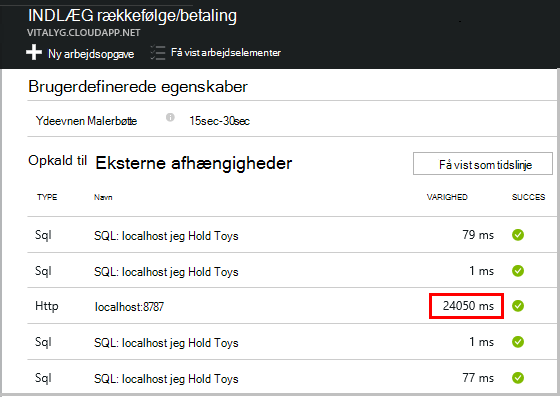 INDLÆG rækkefølge/betaling
VITALYG.CLOUDAPP.NET
Ny arbejdsopgave Få vist arbejdselementer
Brugerdefinerede egenskaber
Ydeevnen Malerbøtte 15sec-30sec
Opkald til Eksterne afhængigheder Få vist som tidslinje
TYPE Navn VARIGHED SUCCES
Sql SQL: localhost jeg Hold Toys 79 ms
Sql SQL: localhost jeg Hold Toys 1 ms
Http localhost:8787 24050 ms
Sql SQL: localhost jeg Hold Toys 1 ms
Sql SQL: localhost jeg Hold Toys 77 ms